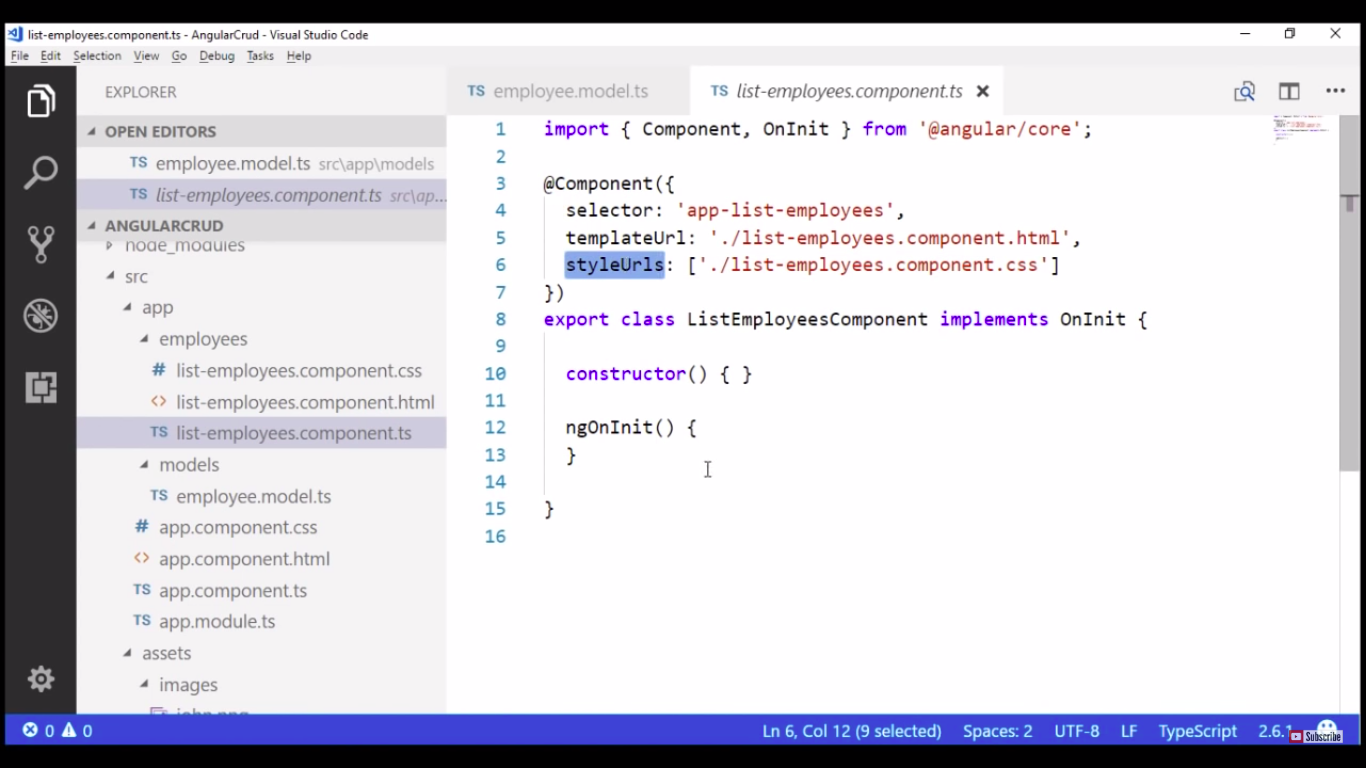 list-employees.component.ts - AngularCrud - Visual Studio Code
File Edit Selection View Go Debug Tasks Help
EXPLORER
OPEN EDITORS
TS employee.model.ts src\app\models
TS list-employees.component.ts src\ap...
ANGULARCRUD
node_modules
src
app
employees
# list-employees.component.css
<> list-employees.component.html
TS list-employees.component.ts
models
TS employee.model.ts
# app.component.css
<> app.component.html
TS app.component.ts
TS app.module.ts
assets
images
TS employee.model.ts
TS list-employees.component.ts
1 import { Component, OnInit } from '@angular/core';
2
3 @Component({
4 selector: 'app-list-employees',
5 templateUrl: './list-employees.component.html',
6 styleUrls: ['./list-employees.component.css']
7 })
8 export class ListEmployeesComponent implements OnInit {
9
10 constructor() { }
11
12 ngOnInit() {
13 }
14
15 }
16
0 0
Ln 6, Col 12 (9 selected) Spaces: 2 UTF-8 LF TypeScript 2.6.1
Subscribe